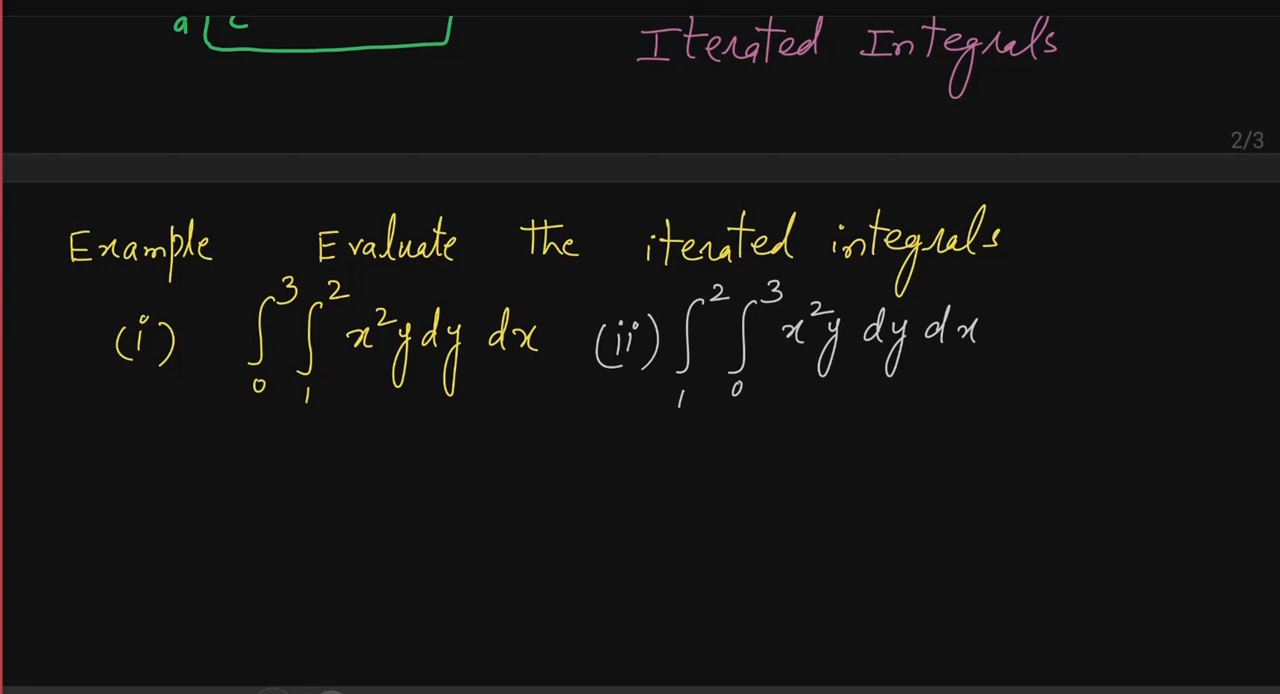 a c
Iterated Integrals
2/3
Example Evaluate the iterated integrals
(i) ∫₀³ ∫₁² x²y dy dx (ii) ∫₁² ∫₀³ x²y dy dx